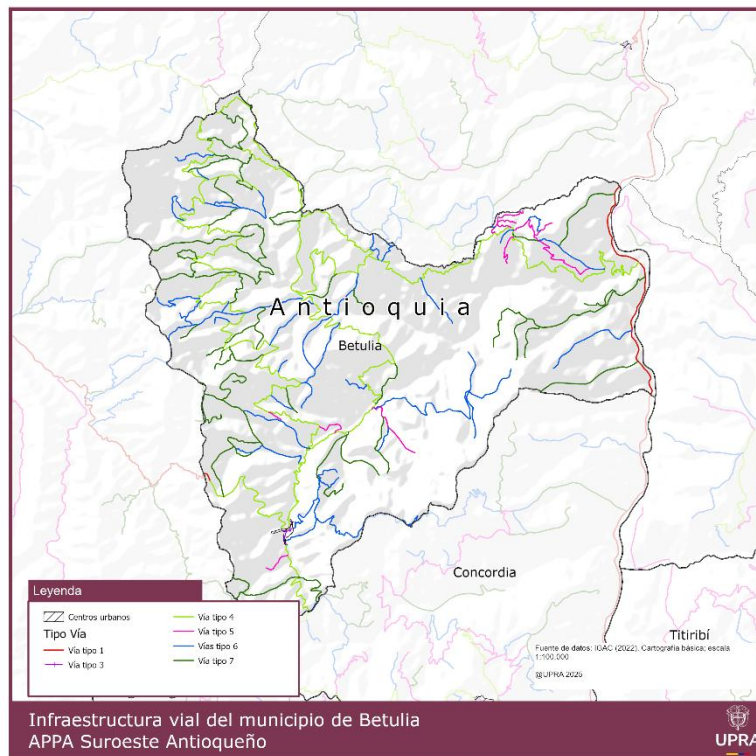 Antioquia
Betulia
Concordia
Titiribí
Leyenda
Centros urbanos
Tipo Vía
Vía tipo 1
Vía tipo 3
Vía tipo 4
Vía tipo 5
Vías tipo 6
Vía tipo 7
Fuente de datos: IGAC (2022). Cartografía básica: escala
1:100.000
@UPRA 2025
Infraestructura vial del municipio de Betulia
APPA Suroeste Antioqueño
UPRA